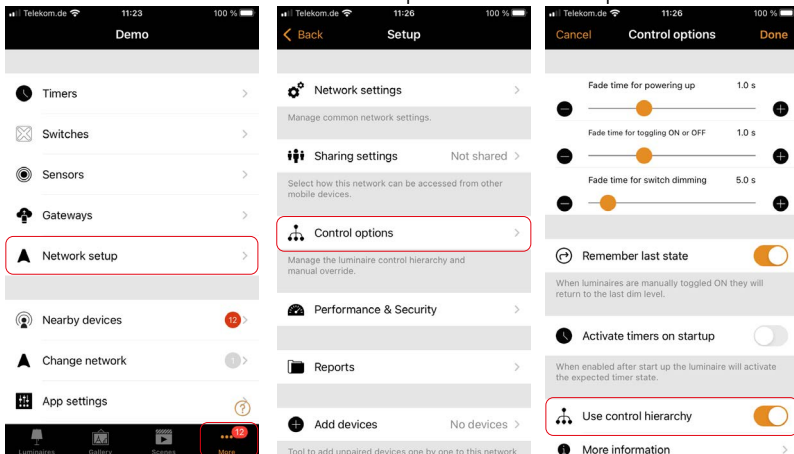 Telekom.de 11:23 100 %
Demo
Timers
Switches
Sensors
Gateways
Network setup
Nearby devices 12
Change network 1
App settings
?
12
Luminaires Gallery Scenes More
Telekom.de 11:26 100 %
Back Setup
Network settings
Manage common network settings.
Sharing settings Not shared
Select how this network can be accessed from other
mobile devices.
Control options
Manage the luminaire control hierarchy and
manual override.
Performance & Security
Reports
Add devices No devices
Tool to add unpaired devices one by one to this network
Telekom.de 11:26 100 %
Cancel Control options Done
Fade time for powering up 1.0 s
Fade time for toggling ON or OFF 1.0 s
Fade time for switch dimming 5.0 s
Remember last state
When luminaires are manually toggled ON they will
return to the last dim level.
Activate timers on startup
When enabled after start up the luminaire will activate
the expected timer state.
Use control hierarchy
More information